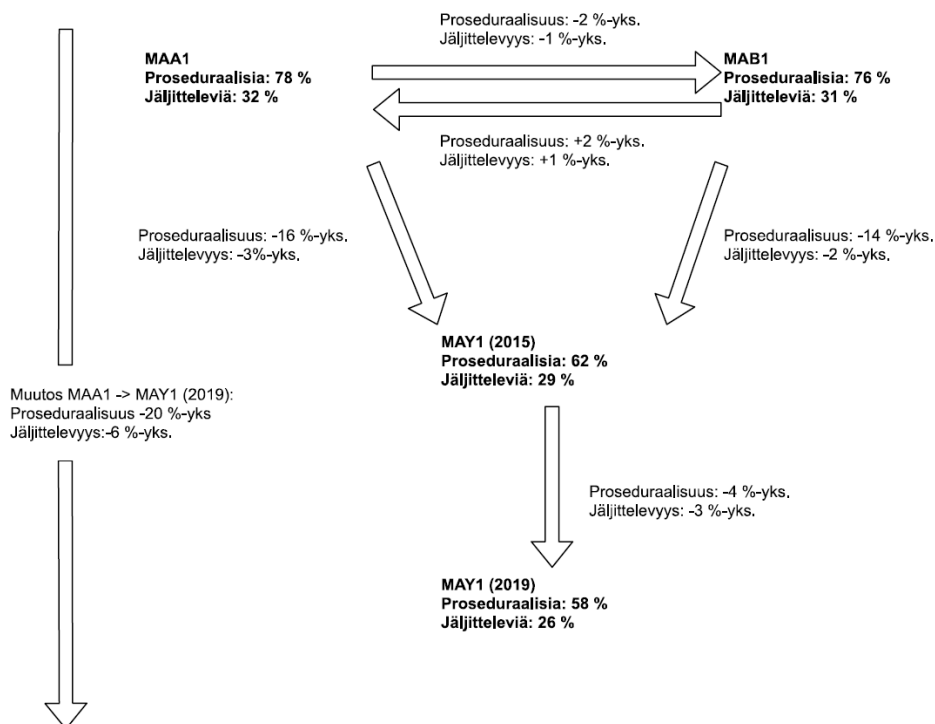 Proseduraalisuus: -2 %-yks.
Jäljittelevyys: -1 %-yks.
MAA1
Proseduraalisia: 78 %
Jäljitteleviä: 32 %
MAB1
Proseduraalisia: 76 %
Jäljitteleviä: 31 %
Proseduraalisuus: +2 %-yks.
Jäljittelevyys: +1 %-yks.
Proseduraalisuus: -16 %-yks.
Jäljittelevyys: -3%-yks.
Proseduraalisuus: -14 %-yks.
Jäljittelevyys: -2 %-yks.
MAY1 (2015)
Proseduraalisia: 62 %
Jäljitteleviä: 29 %
Muutos MAA1 -> MAY1 (2019):
Proseduraalisuus -20 %-yks
Jäljittelevyys:-6 %-yks.
Proseduraalisuus: -4 %-yks.
Jäljittelevyys: -3 %-yks.
MAY1 (2019)
Proseduraalisia: 58 %
Jäljitteleviä: 26 %